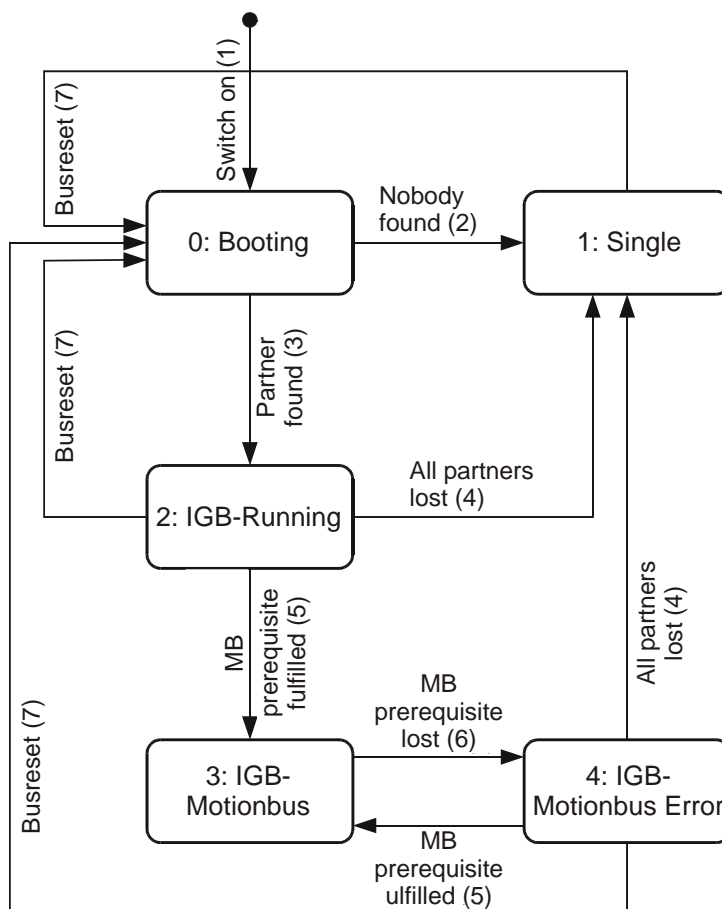 Switch on (1)
Busreset (7)
0: Booting
Nobody
found (2)
1: Single
Busreset (7)
Partner
found (3)
2: IGB-Running
All partners
lost (4)
MB
prerequisite
fulfilled (5)
All partners
lost (4)
Busreset (7)
3: IGB-
Motionbus
MB
prerequisite
lost (6)
4: IGB-
Motionbus Error
MB
prerequisite
ulfilled (5)